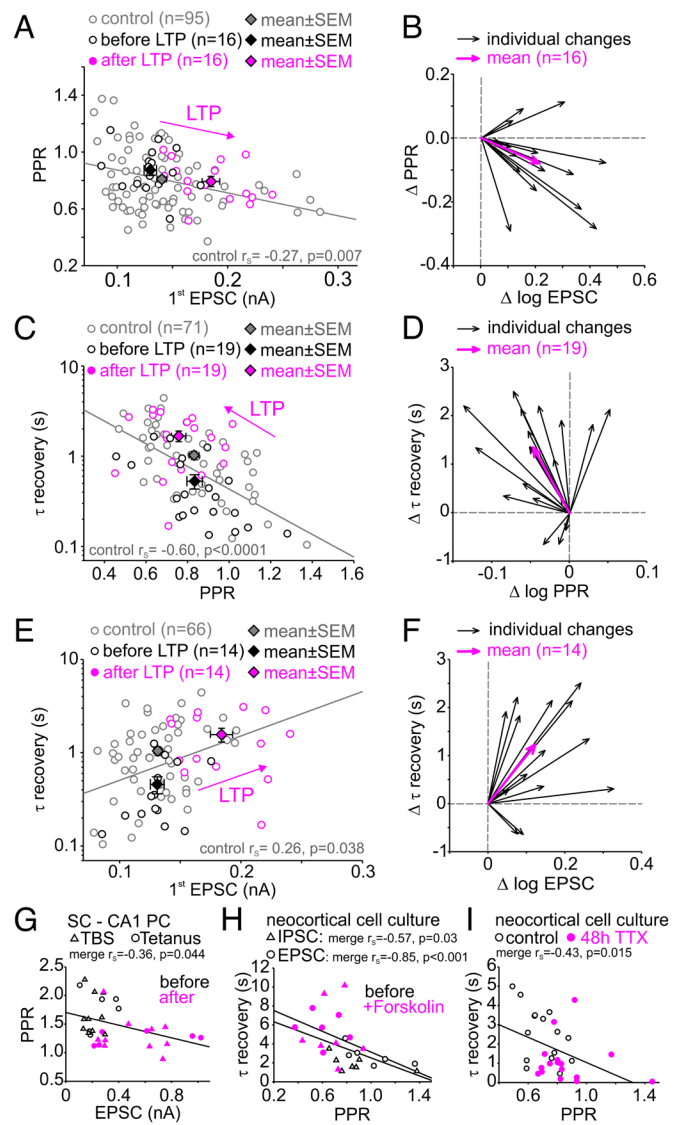 A
control (n=95)
mean±SEM
before LTP (n=16)
mean±SEM
after LTP (n=16)
mean±SEM
LTP
PPR
1.4
1.0
0.6
0.2
control rS= -0.27, p=0.007
0.1
0.2
0.3
1st EPSC (nA)
B
individual changes
mean (n=16)
Δ PPR
0.2
0.0
-0.2
-0.4
0
0.2
0.4
0.6
Δ log EPSC
C
control (n=71)
mean±SEM
before LTP (n=19)
mean±SEM
after LTP (n=19)
mean±SEM
LTP
τ recovery (s)
10
1
0.1
control rS= -0.60, p<0.0001
0.4
0.6
0.8
1.0
1.2
1.4
1.6
PPR
D
individual changes
mean (n=19)
Δ τ recovery (s)
3
2
1
0
-1
-0.1
0
0.1
Δ log PPR
E
control (n=66)
mean±SEM
before LTP (n=14)
mean±SEM
after LTP (n=14)
mean±SEM
LTP
τ recovery (s)
10
1
0.1
control rS= 0.26, p=0.038
0.1
0.2
0.3
1st EPSC (nA)
F
individual changes
mean (n=14)
Δ τ recovery (s)
3
2
1
0
-1
0
0.2
0.4
Δ log EPSC
G
SC - CA1 PC
TBS Tetanus
merge rS=-0.36, p=0.044
before
after
PPR
2.5
2.0
1.5
1.0
0.5
0
0.4
0.8
EPSC (nA)
H
neocortical cell culture
IPSC: merge rS=-0.57, p=0.03
EPSC: merge rS=-0.85, p<0.001
before
+Forskolin
τ recovery (s)
12
10
8
6
4
2
0
0.2
0.6
1.0
1.4
PPR
I
neocortical cell culture
control 48h TTX
merge rS=-0.43, p=0.015
τ recovery (s)
6
5
4
3
2
1
0
0.6
1.0
1.4
PPR